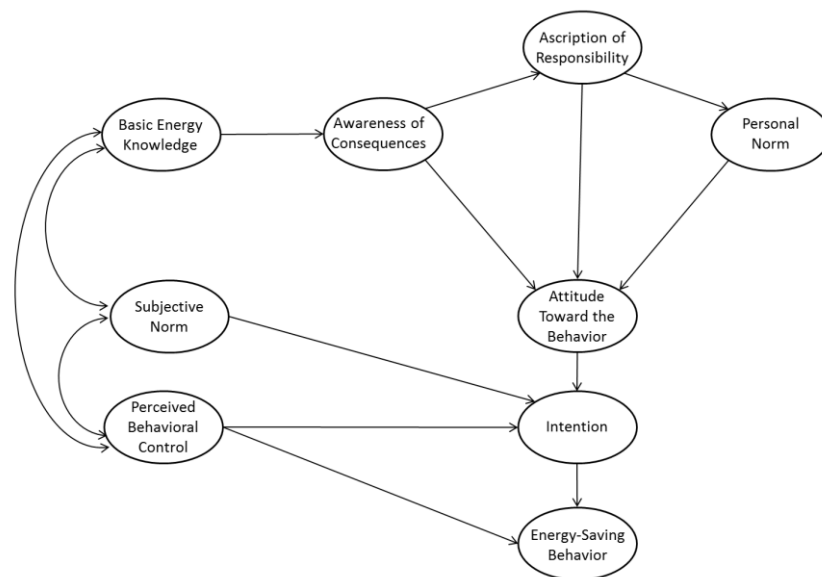 Ascription of
Responsibility
Basic Energy
Knowledge
Awareness of
Consequences
Personal
Norm
Subjective
Norm
Attitude
Toward the
Behavior
Perceived
Behavioral
Control
Intention
Energy-Saving
Behavior